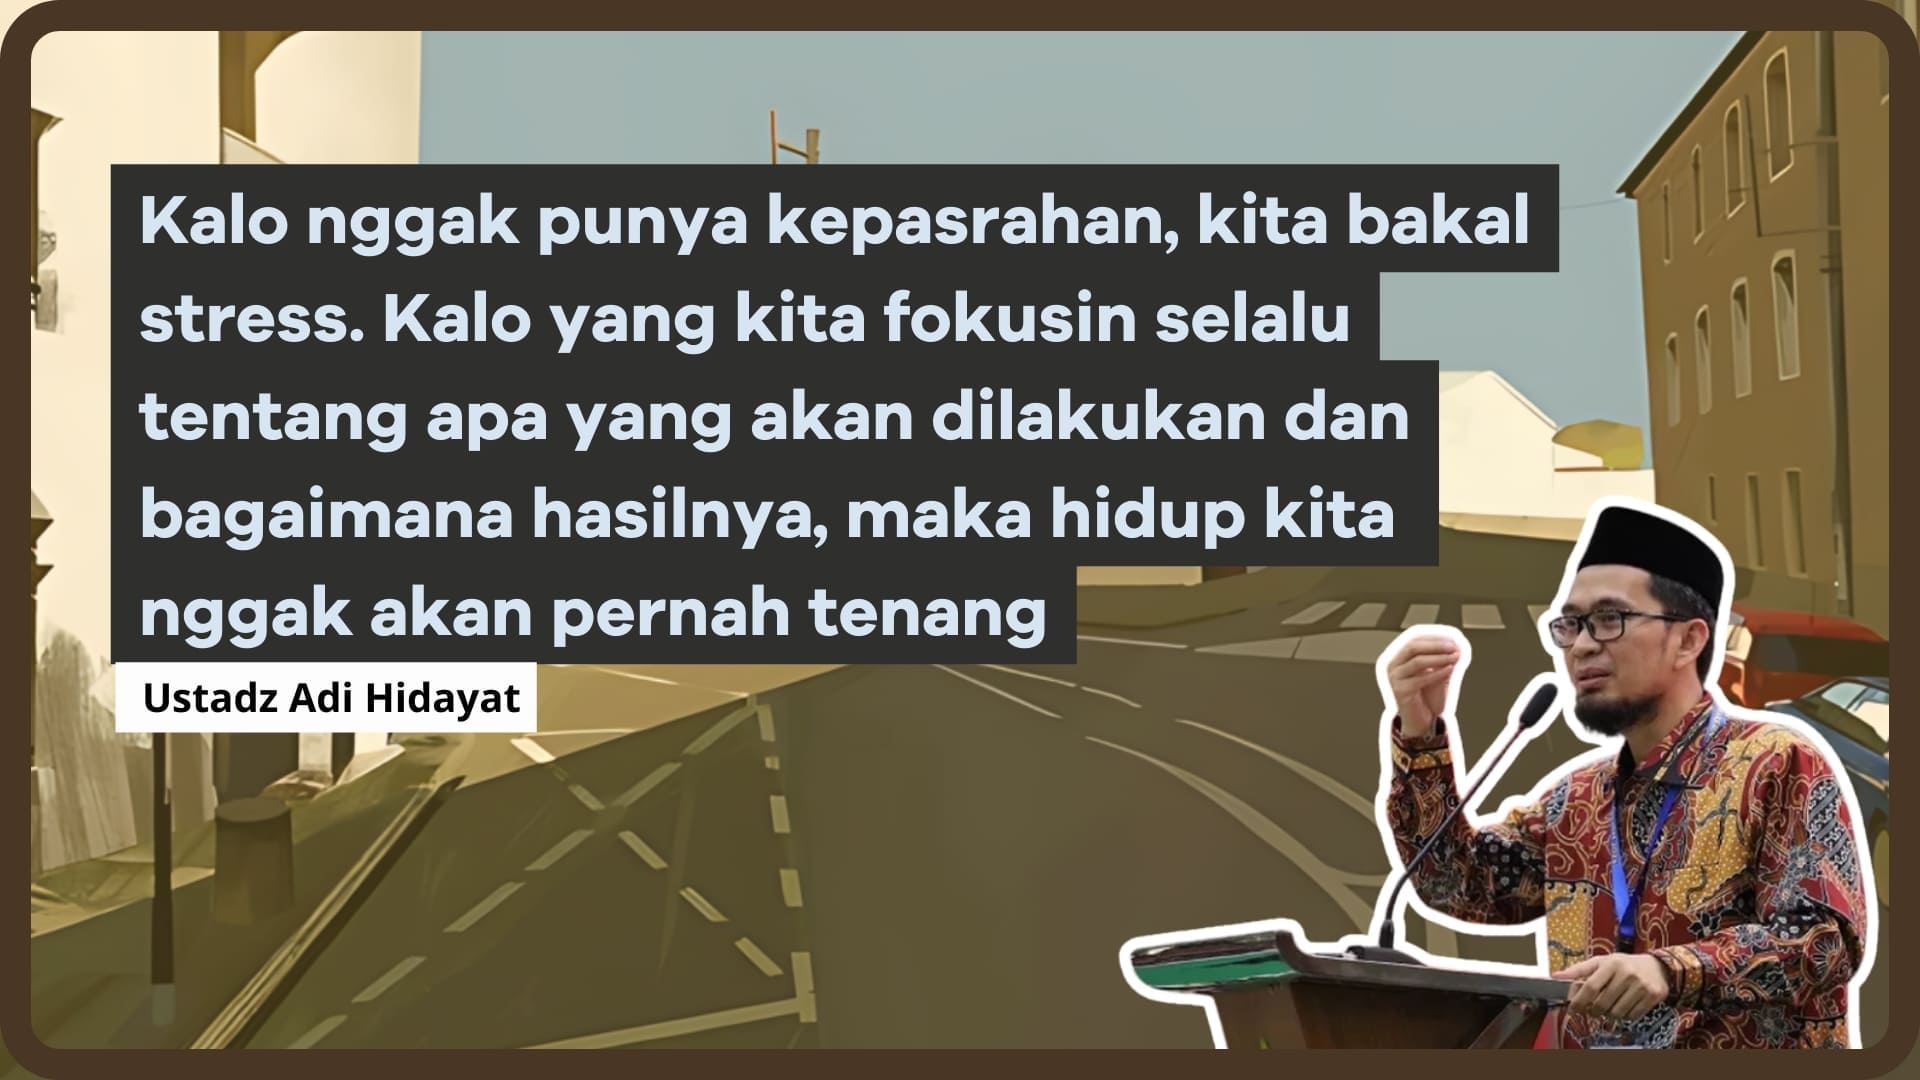 Kalo nggak punya kepasrahan, kita bakal
stress. Kalo yang kita fokusin selalu
tentang apa yang akan dilakukan dan
bagaimana hasilnya, maka hidup kita
nggak akan pernah tenang
Ustadz Adi Hidayat